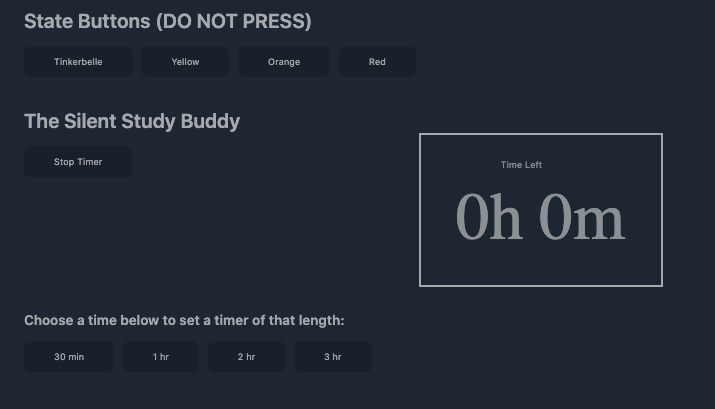 State Buttons (DO NOT PRESS)
Tinkerbelle Yellow Orange Red
The Silent Study Buddy
Stop Timer
Time Left
0h 0m
Choose a time below to set a timer of that length:
30 min 1 hr 2 hr 3 hr